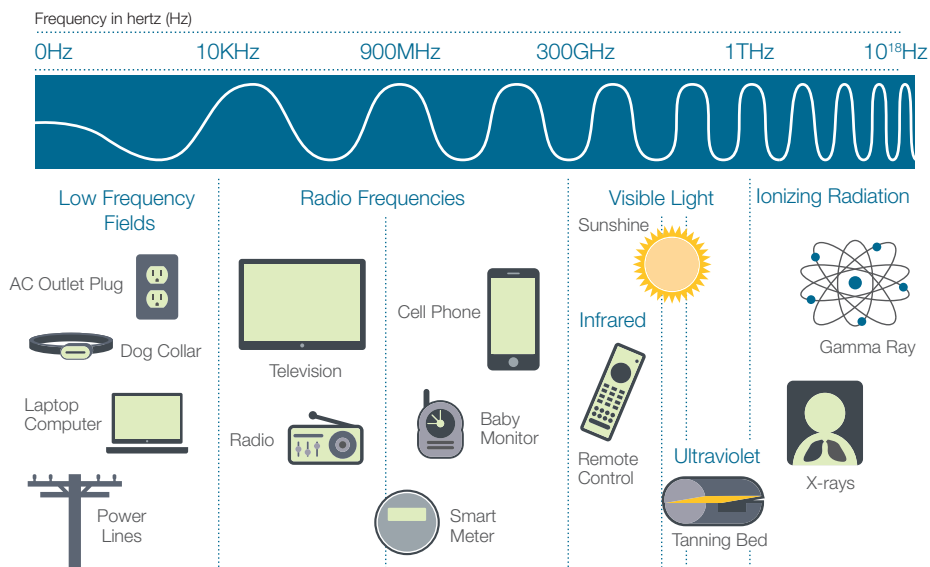 Frequency in hertz (Hz)
0Hz 10KHz 900MHz 300GHz 1THz 10¹⁸Hz
Low Frequency
Fields
Radio Frequencies
Visible Light
Ionizing Radiation
Sunshine
AC Outlet Plug
Dog Collar
Laptop
Computer
Power
Lines
Television
Radio
Cell Phone
Baby
Monitor
Smart
Meter
Infrared
Remote
Control
Ultraviolet
Tanning Bed
Gamma Ray
X-rays